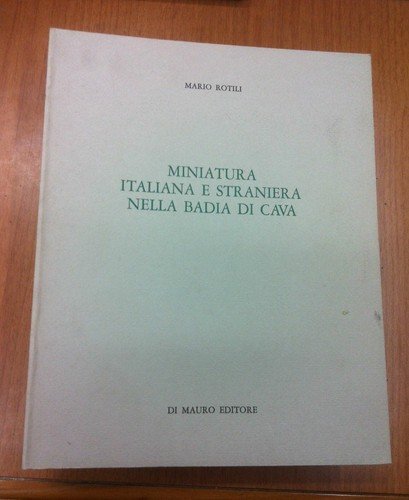 MARIO ROTILI
MINIATURA
ITALIANA E STRANIERA
NELLA BADIA DI CAVA
DI MAURO EDITORE